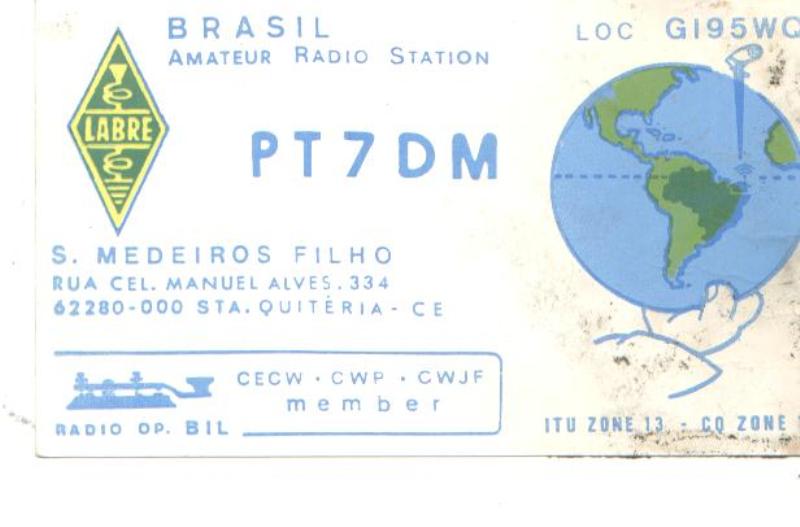 BRASIL
AMATEUR RADIO STATION
LOC GI95WQ
LABRE
PT7DM
S. MEDEIROS FILHO
RUA CEL. MANUEL ALVES. 334
62280-000 STA. QUITÉRIA - CE
CECW · CWP · CWJF
member
RADIO OP. BIL
ITU ZONE 13 - CQ ZONE